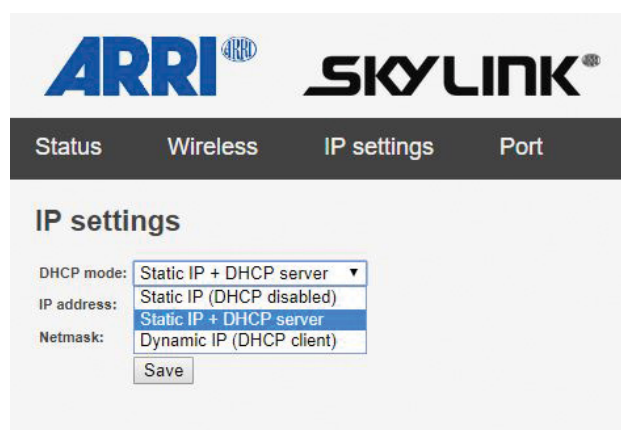 ARRI® ARRI SKYLINK®
Status Wireless IP settings Port
IP settings
DHCP mode: Static IP + DHCP server ▼
IP address: Static IP (DHCP disabled)
Static IP + DHCP server
Netmask: Dynamic IP (DHCP client)
Save